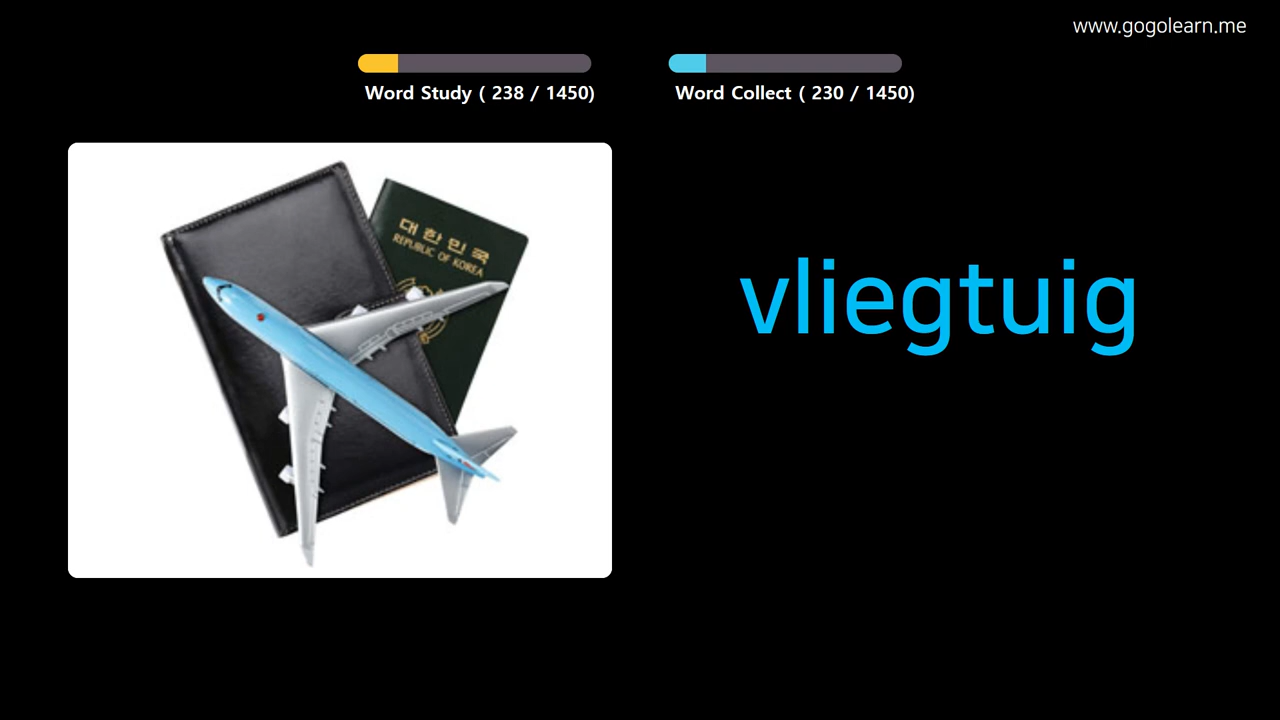 www.gogolearn.me
Word Study ( 238 / 1450)
Word Collect ( 230 / 1450)
대한민국
REPUBLIC OF KOREA
vliegtuig